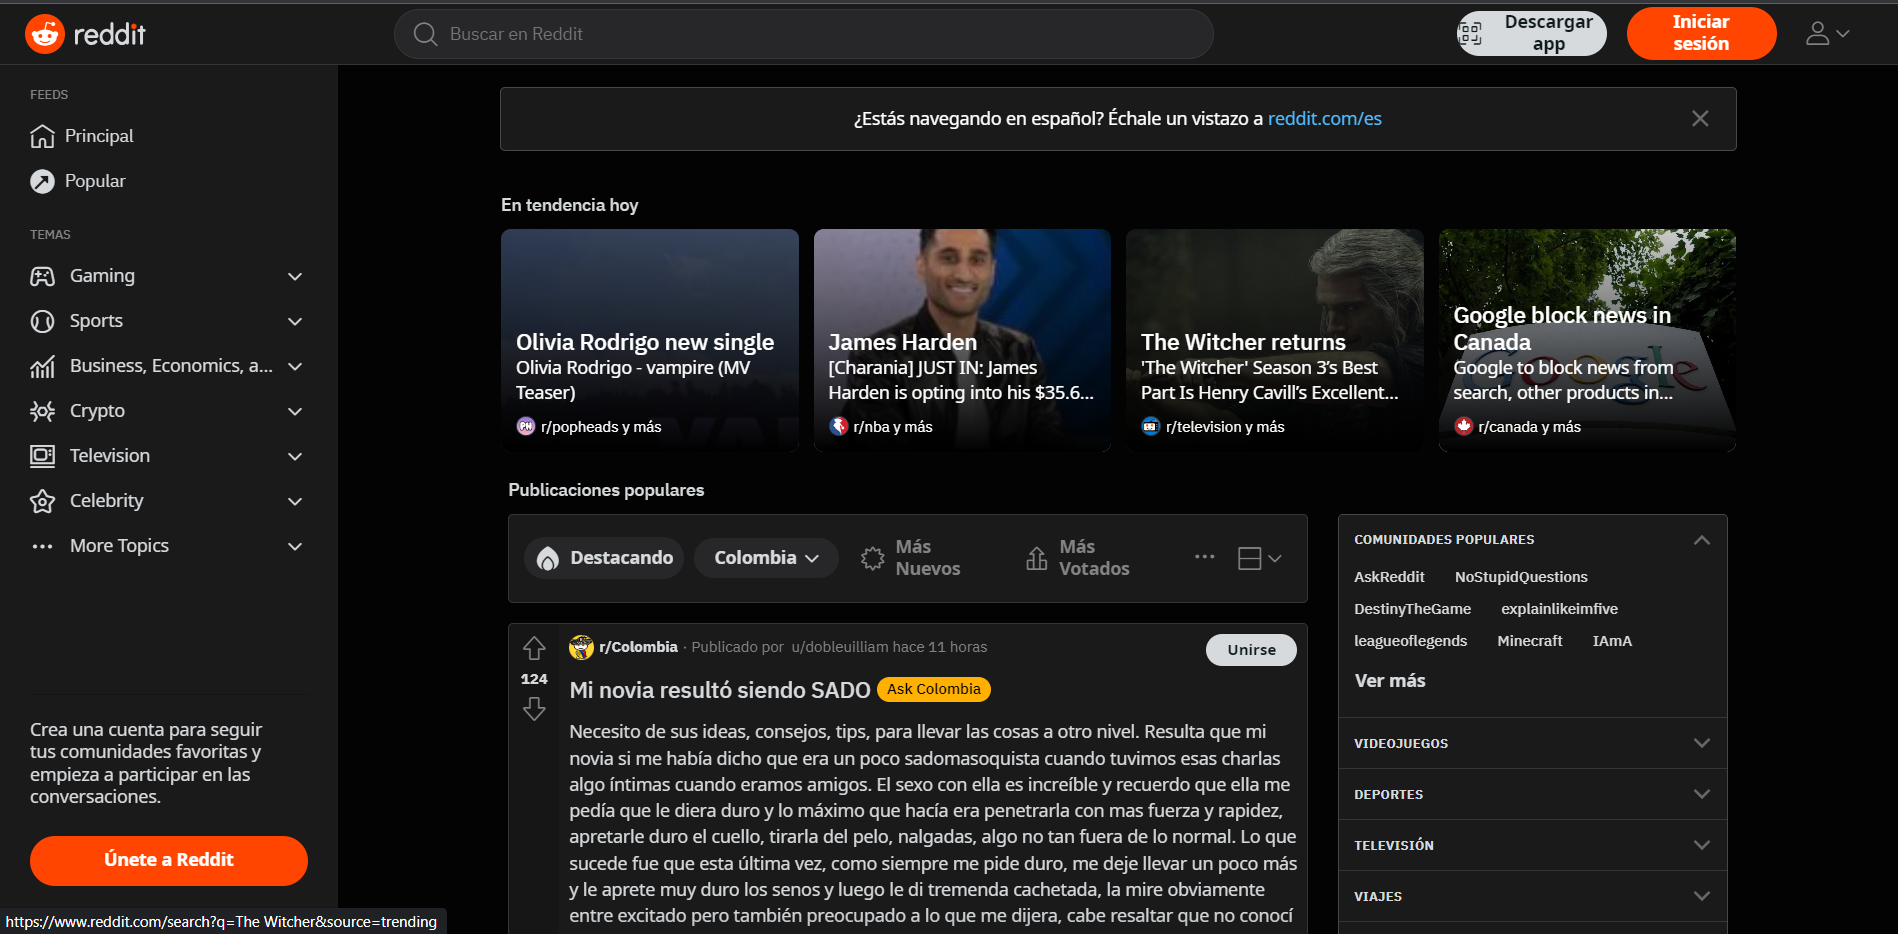 reddit
Buscar en Reddit
Descargar
app
Iniciar
sesión
FEEDS
Principal
Popular
TEMAS
Gaming
Sports
Business, Economics, a...
Crypto
Television
Celebrity
More Topics
Crea una cuenta para seguir
tus comunidades favoritas y
empieza a participar en las
conversaciones.
Únete a Reddit
https://www.reddit.com/search?q=The Witcher&source=trending
¿Estás navegando en español? Échale un vistazo a reddit.com/es
En tendencia hoy
Olivia Rodrigo new single
Olivia Rodrigo - vampire (MV
Teaser)
r/popheads y más
James Harden
[Charania] JUST IN: James
Harden is opting into his $35.6...
r/nba y más
The Witcher returns
'The Witcher' Season 3’s Best
Part Is Henry Cavill’s Excellent...
r/television y más
Google
Google block news in
Canada
Google to block news from
search, other products in...
r/canada y más
Publicaciones populares
Destacando
Colombia
Más
Nuevos
Más
Votados
124
r/Colombia · Publicado por u/dobleuilliam hace 11 horas
Unirse
Mi novia resultó siendo SADO Ask Colombia
Necesito de sus ideas, consejos, tips, para llevar las cosas a otro nivel. Resulta que mi
novia si me había dicho que era un poco sadomasoquista cuando tuvimos esas charlas
algo íntimas cuando eramos amigos. El sexo con ella es increíble y recuerdo que ella me
pedía que le diera duro y lo máximo que hacía era penetrarla con mas fuerza y rapidez,
apretarle duro el cuello, tirarla del pelo, nalgadas, algo no tan fuera de lo normal. Lo que
sucede fue que esta última vez, como siempre me pide duro, me deje llevar un poco más
y le aprete muy duro los senos y luego le di tremenda cachetada, la mire obviamente
entre excitado pero también preocupado a lo que me dijera, cabe resaltar que no conocí
COMUNIDADES POPULARES
AskReddit NoStupidQuestions
DestinyTheGame explainlikeimfive
leagueoflegends Minecraft IAmA
Ver más
VIDEOJUEGOS
DEPORTES
TELEVISIÓN
VIAJES